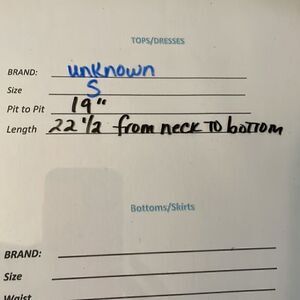 TOPS/DRESSES
BRAND: unknown
Size S
Pit to Pit 19"
Length 22 1/2 from neck TO bottom
Bottoms/Skirts
BRAND:
Size
Waist